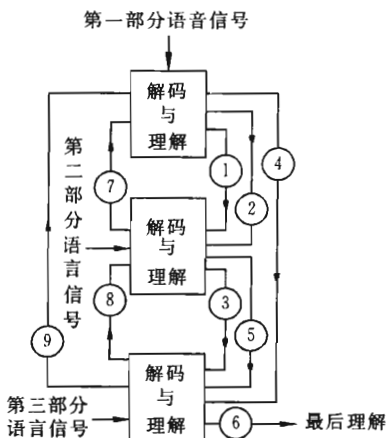 第一部分语音信号
解码
与
理解
④
①
②
⑦
第二部分语言信号
解码
与
理解
⑧
③
⑤
⑨
解码
与
理解
第三部分
语言信号
⑥
最后理解